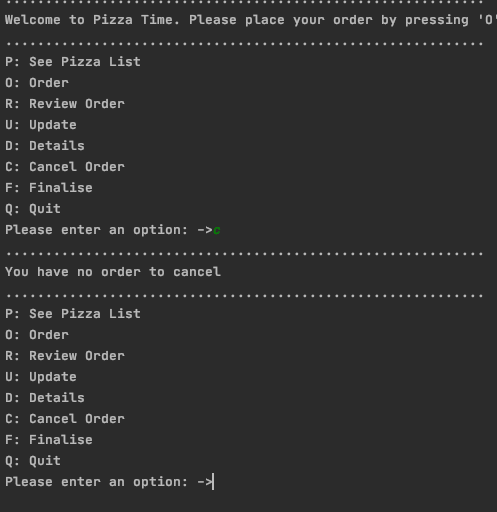 ............................................................
Welcome to Pizza Time. Please place your order by pressing 'O'
............................................................
P: See Pizza List
O: Order
R: Review Order
U: Update
D: Details
C: Cancel Order
F: Finalise
Q: Quit
Please enter an option: ->c
............................................................
You have no order to cancel
............................................................
P: See Pizza List
O: Order
R: Review Order
U: Update
D: Details
C: Cancel Order
F: Finalise
Q: Quit
Please enter an option: ->